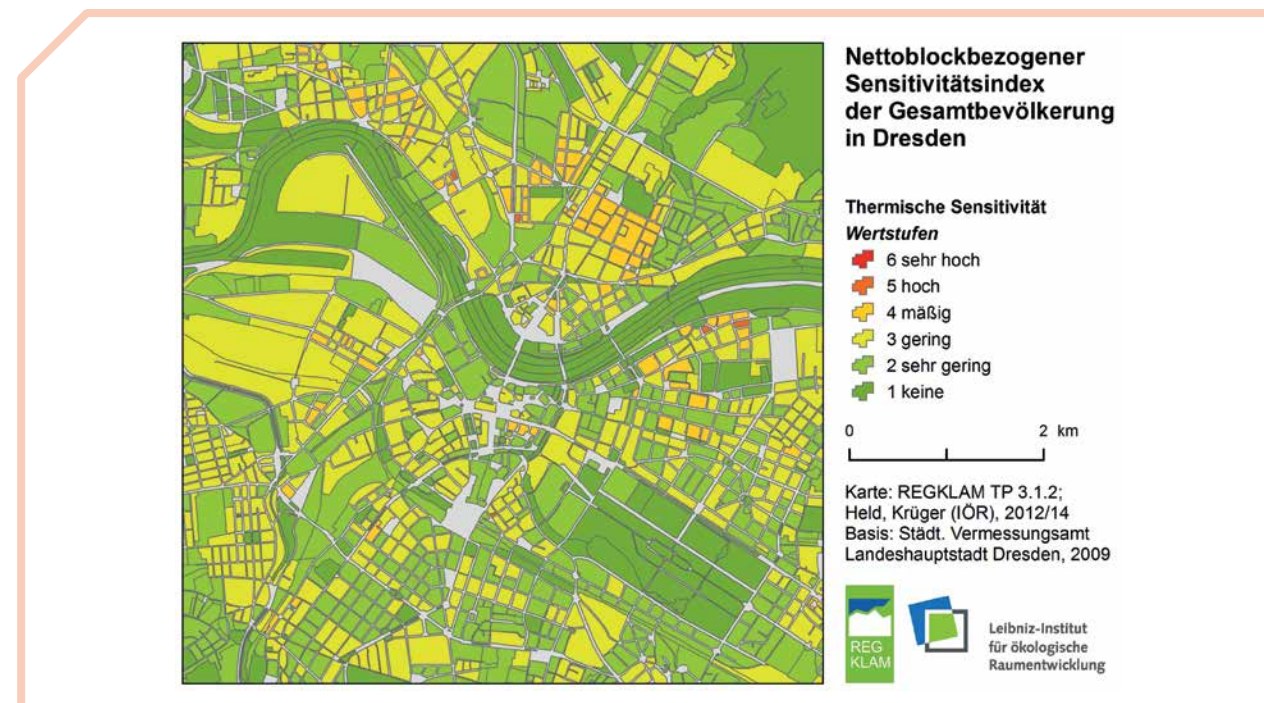 Nettoblockbezogener
Sensitivitätsindex
der Gesamtbevölkerung
in Dresden
Thermische Sensitivität
Wertstufen
6 sehr hoch
5 hoch
4 mäßig
3 gering
2 sehr gering
1 keine
0 2 km
Karte: REGKLAM TP 3.1.2;
Held, Krüger (IÖR), 2012/14
Basis: Städt. Vermessungsamt
Landeshauptstadt Dresden, 2009
REG
KLAM
Leibniz-Institut
für ökologische
Raumentwicklung